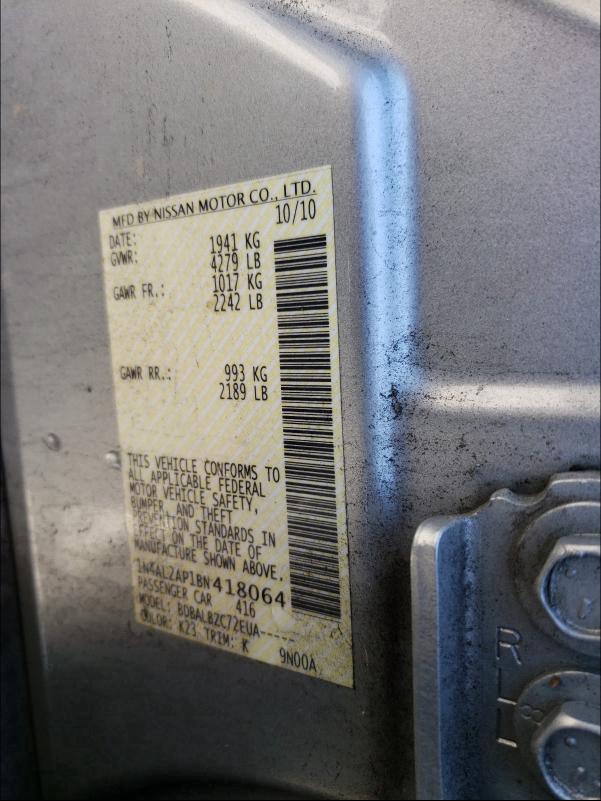 MFD BY NISSAN MOTOR CO., LTD.
DATE: 10/10
GVWR: 1941 KG
4279 LB
GAWR FR.: 1017 KG
2242 LB
GAWR RR.: 993 KG
2189 LB
THIS VEHICLE CONFORMS TO
ALL APPLICABLE FEDERAL
MOTOR VEHICLE SAFETY,
BUMPER, AND THEFT
PREVENTION STANDARDS IN
EFFECT ON THE DATE OF
MANUFACTURE SHOWN ABOVE.
1N4AL2AP1BN418064
PASSENGER CAR 416
MODEL: BDBALB2C72EUA-----
COLOR: K23 TRIM: K 9N00A
RLL
8